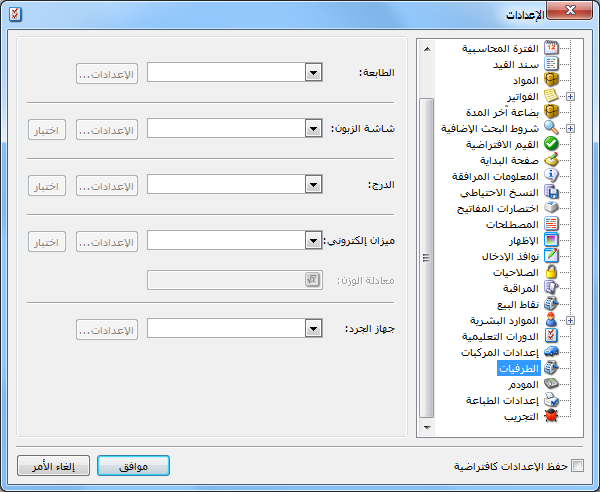 الإعدادات
الفترة المحاسبية
سند القيد
المواد
الفواتير
بضاعة آخر المدة
شروط البحث الإضافية
القيم الافتراضية
صفحة البداية
المعلومات المرافقة
النسخ الاحتياطي
اختصارات المفاتيح
المصطلحات
الإظهار
نوافذ الإدخال
الصلاحيات
المراقبة
نقاط البيع
الموارد البشرية
الدورات التعليمية
إعدادات المركبات
الطرفيات
المودم
إعدادات الطباعة
التجريب
الطابعة: الإعدادات...
شاشة الزبون: الإعدادات... اختبار
الدرج: الإعدادات... اختبار
ميزان إلكتروني: الإعدادات... اختبار
معادلة الوزن:
جهاز الجرد: الإعدادات...
حفظ الإعدادات كافتراضية
موافق إلغاء الأمر